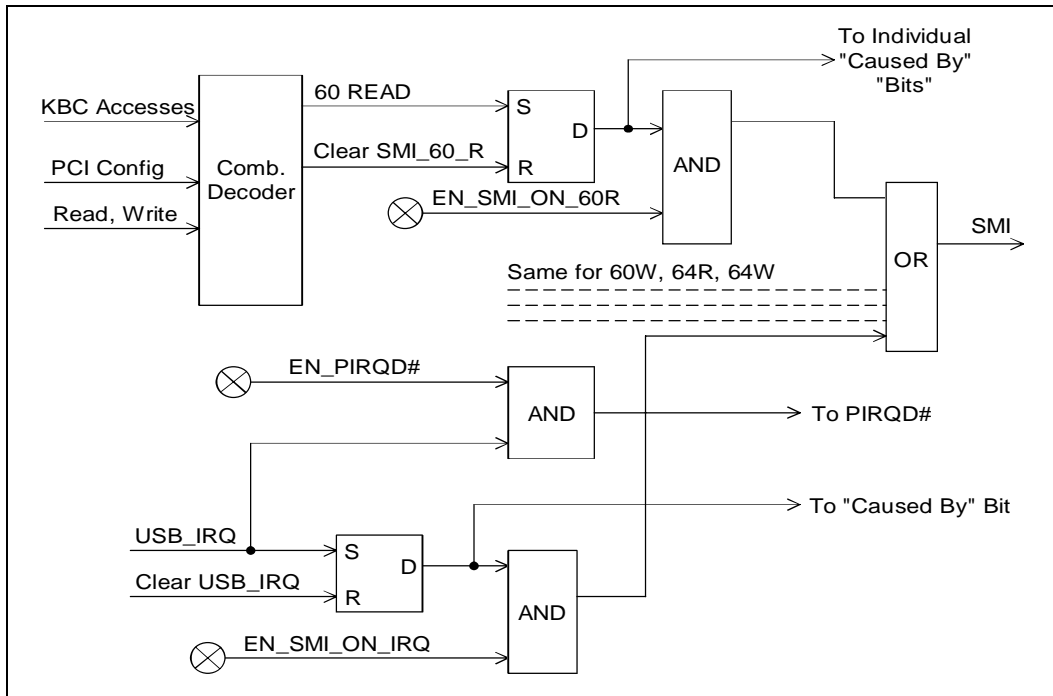 To Individual
"Caused By"
"Bits"
KBC Accesses
60 READ
S
D
PCI Config
Comb.
Decoder
Clear SMI_60_R
R
AND
Read, Write
EN_SMI_ON_60R
SMI
OR
Same for 60W, 64R, 64W
EN_PIRQD#
AND
To PIRQD#
To "Caused By" Bit
USB_IRQ
S
D
Clear USB_IRQ
R
AND
EN_SMI_ON_IRQ